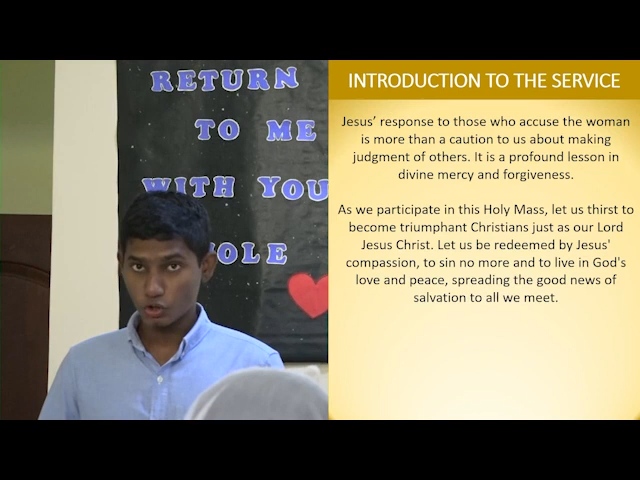 RETURN
TO ME
WITH YOU
OLE
INTRODUCTION TO THE SERVICE
Jesus' response to those who accuse the woman
is more than a caution to us about making
judgment of others. It is a profound lesson in
divine mercy and forgiveness.
As we participate in this Holy Mass, let us thirst to
become triumphant Christians just as our Lord
Jesus Christ. Let us be redeemed by Jesus'
compassion, to sin no more and to live in God's
love and peace, spreading the good news of
salvation to all we meet.